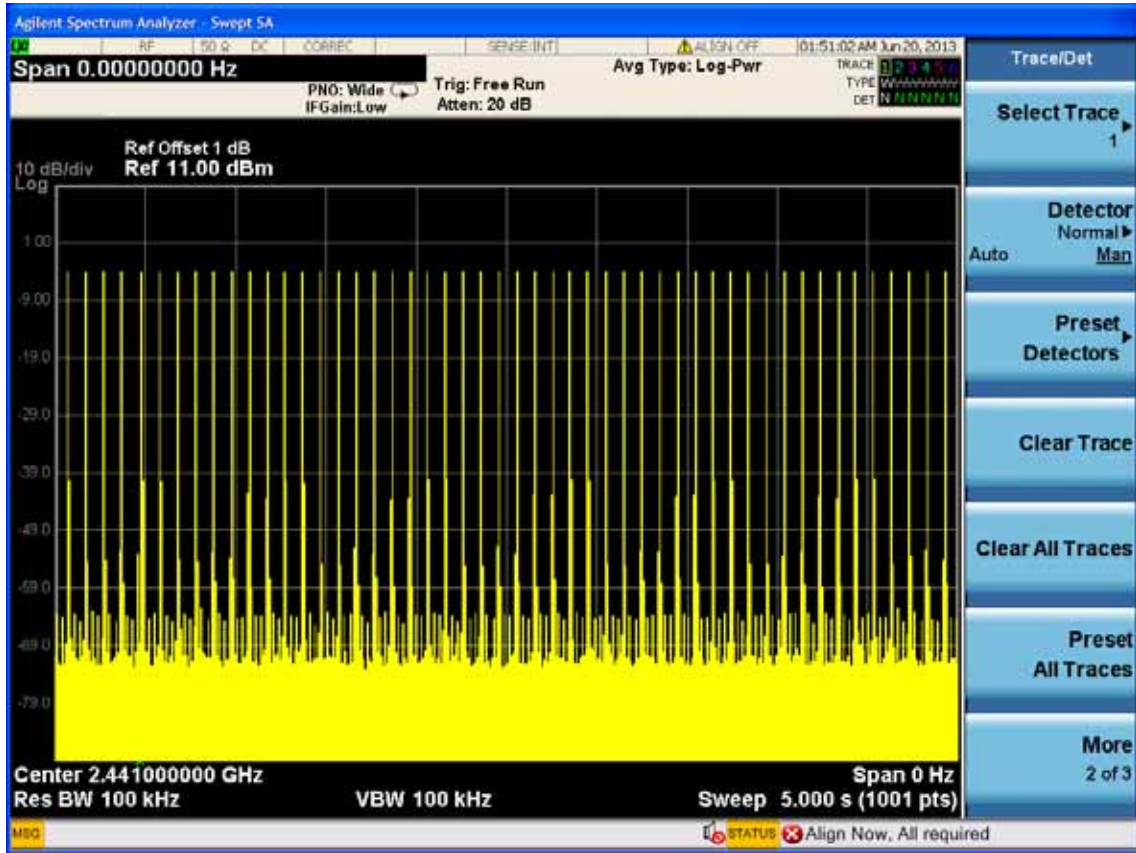 Agilent Spectrum Analyzer - Swept SA
RF 50 Ω DC CORREC SENSE:INT ALIGN OFF 01:51:02 AM Jun 20, 2013
Span 0.00000000 Hz
PNO: Wide
IFGain:Low
Trig: Free Run
Atten: 20 dB
Avg Type: Log-Pwr
TRACE 1 2 3 4 5 6
TYPE
DET N N N N N N
Ref Offset 1 dB
10 dB/div Ref 11.00 dBm
Log
1.00
-9.00
-19.0
-29.0
-39.0
-49.0
-59.0
-69.0
-79.0
Center 2.441000000 GHz Span 0 Hz
Res BW 100 kHz VBW 100 kHz Sweep 5.000 s (1001 pts)
MSG STATUS Align Now, All required
Trace/Det
Select Trace
1
Detector
Normal
Auto Man
Preset
Detectors
Clear Trace
Clear All Traces
Preset
All Traces
More
2 of 3